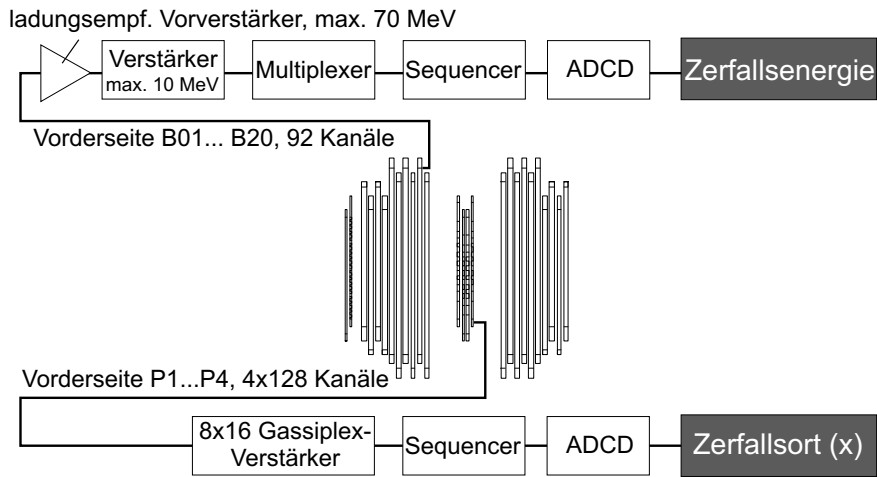 ladungsempf. Vorverstärker, max. 70 MeV
Verstärker
max. 10 MeV
Multiplexer
Sequencer
ADCD
Zerfallsenergie
Vorderseite B01... B20, 92 Kanäle
Vorderseite P1...P4, 4x128 Kanäle
8x16 Gassiplex-
Verstärker
Sequencer
ADCD
Zerfallsort (x)